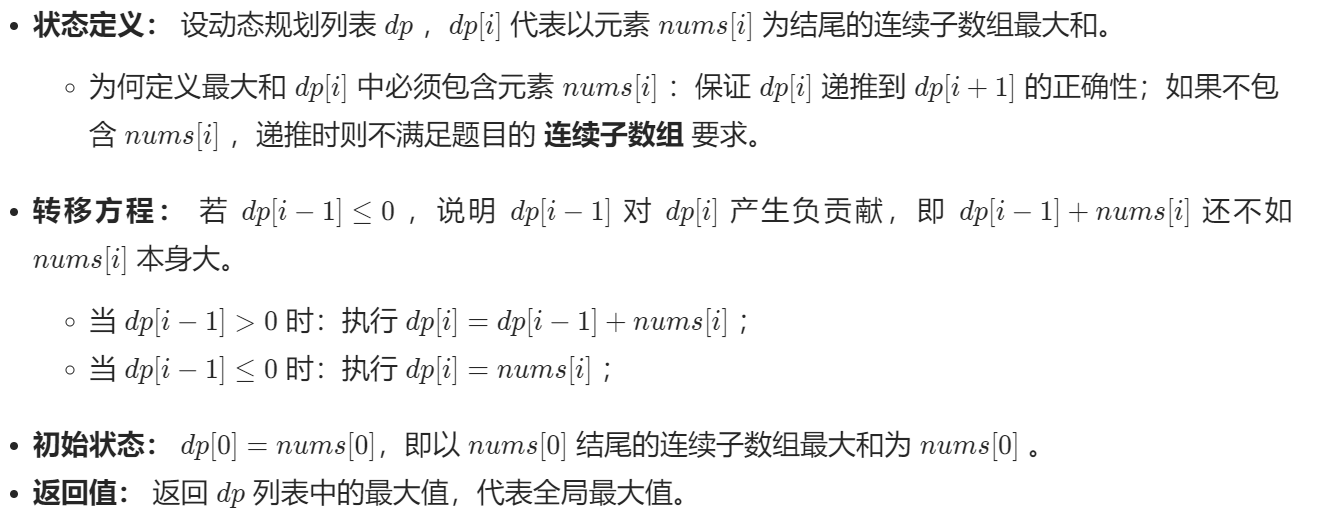 • 状态定义： 设动态规划列表 dp ，dp[i] 代表以元素 nums[i] 为结尾的连续子数组最大和。
◦ 为何定义最大和 dp[i] 中必须包含元素 nums[i] ：保证 dp[i] 递推到 dp[i + 1] 的正确性；如果不包
含 nums[i] ，递推时则不满足题目的 连续子数组 要求。
• 转移方程： 若 dp[i − 1] ≤ 0 ，说明 dp[i − 1] 对 dp[i] 产生负贡献，即 dp[i − 1] + nums[i] 还不如
nums[i] 本身大。
◦ 当 dp[i − 1] > 0 时：执行 dp[i] = dp[i − 1] + nums[i] ；
◦ 当 dp[i − 1] ≤ 0 时：执行 dp[i] = nums[i] ；
• 初始状态： dp[0] = nums[0]，即以 nums[0] 结尾的连续子数组最大和为 nums[0] 。
• 返回值： 返回 dp 列表中的最大值，代表全局最大值。